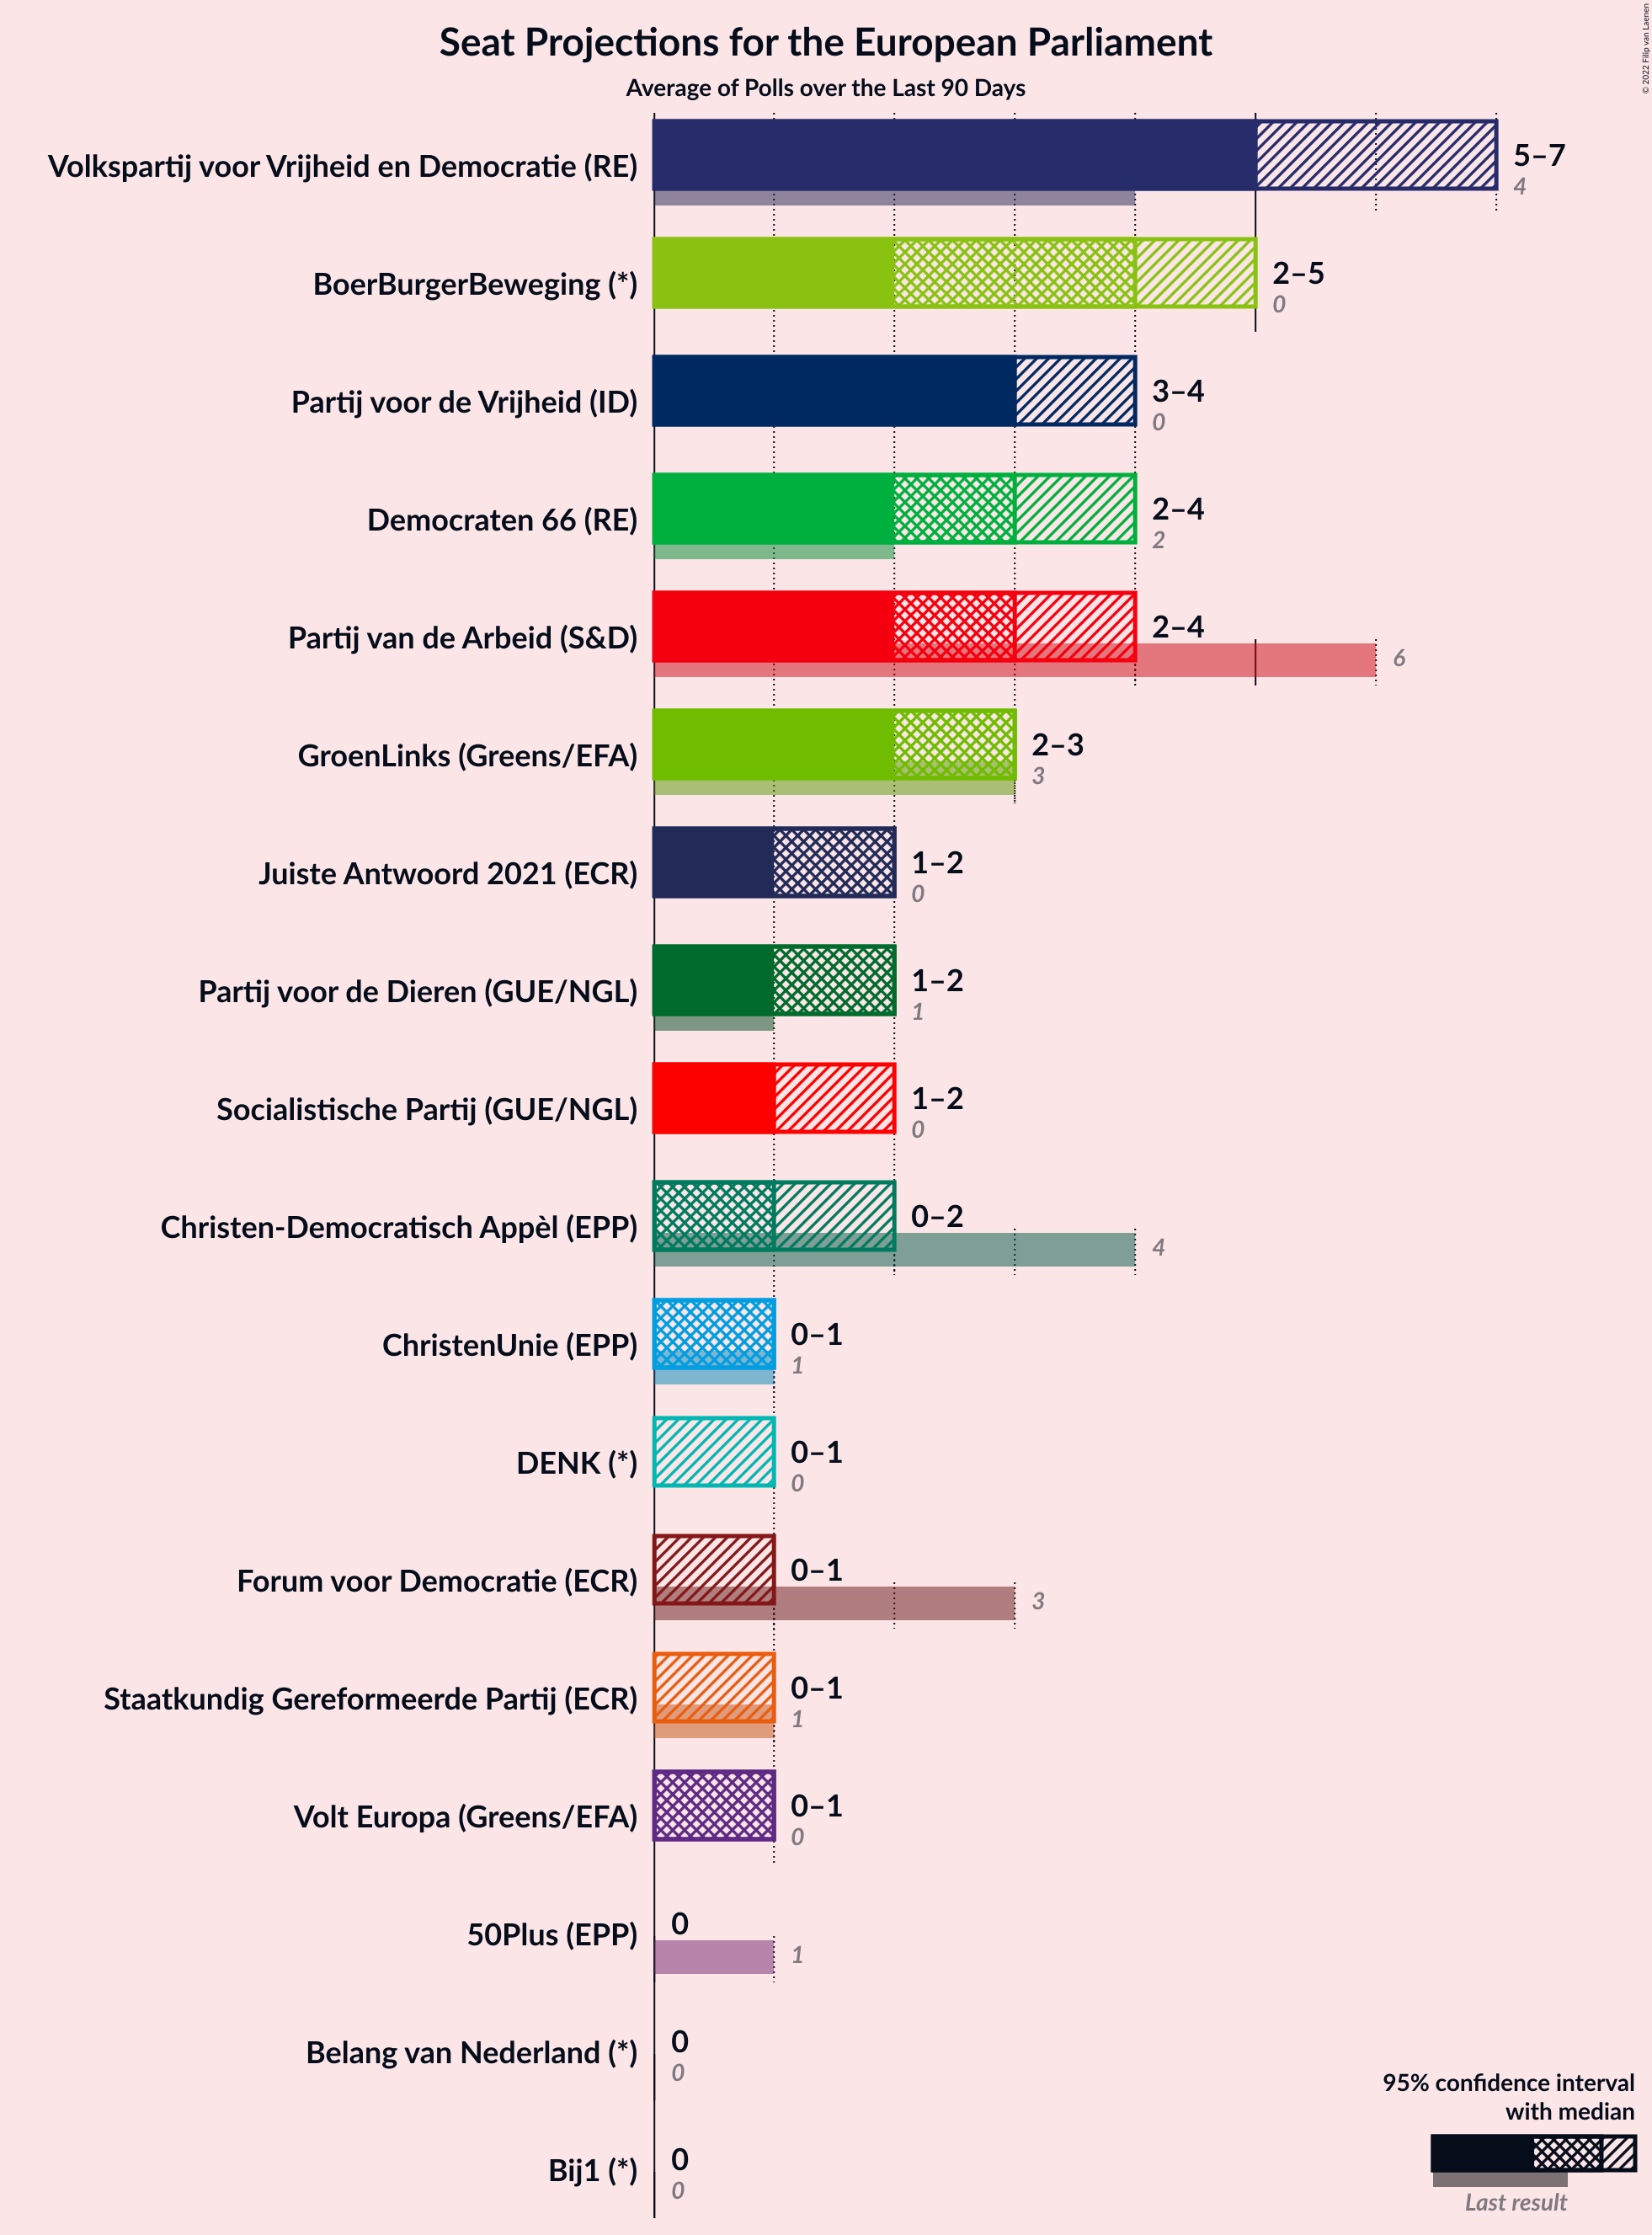 Seat Projections for the European Parliament
Average of Polls over the Last 90 Days
© 2022 Filip van Laenen
Volkspartij voor Vrijheid en Democratie (RE)
5–7
4
BoerBurgerBeweging (*)
2–5
0
Partij voor de Vrijheid (ID)
3–4
0
Democraten 66 (RE)
2–4
2
Partij van de Arbeid (S&D)
2–4
6
GroenLinks (Greens/EFA)
2–3
3
Juiste Antwoord 2021 (ECR)
1–2
0
Partij voor de Dieren (GUE/NGL)
1–2
1
Socialistische Partij (GUE/NGL)
1–2
0
Christen-Democratisch Appèl (EPP)
0–2
4
ChristenUnie (EPP)
0–1
1
DENK (*)
0–1
0
Forum voor Democratie (ECR)
0–1
3
Staatkundig Gereformeerde Partij (ECR)
0–1
1
Volt Europa (Greens/EFA)
0–1
0
50Plus (EPP)
0
1
Belang van Nederland (*)
0
0
Bij1 (*)
0
0
95% confidence interval
with median
Last result